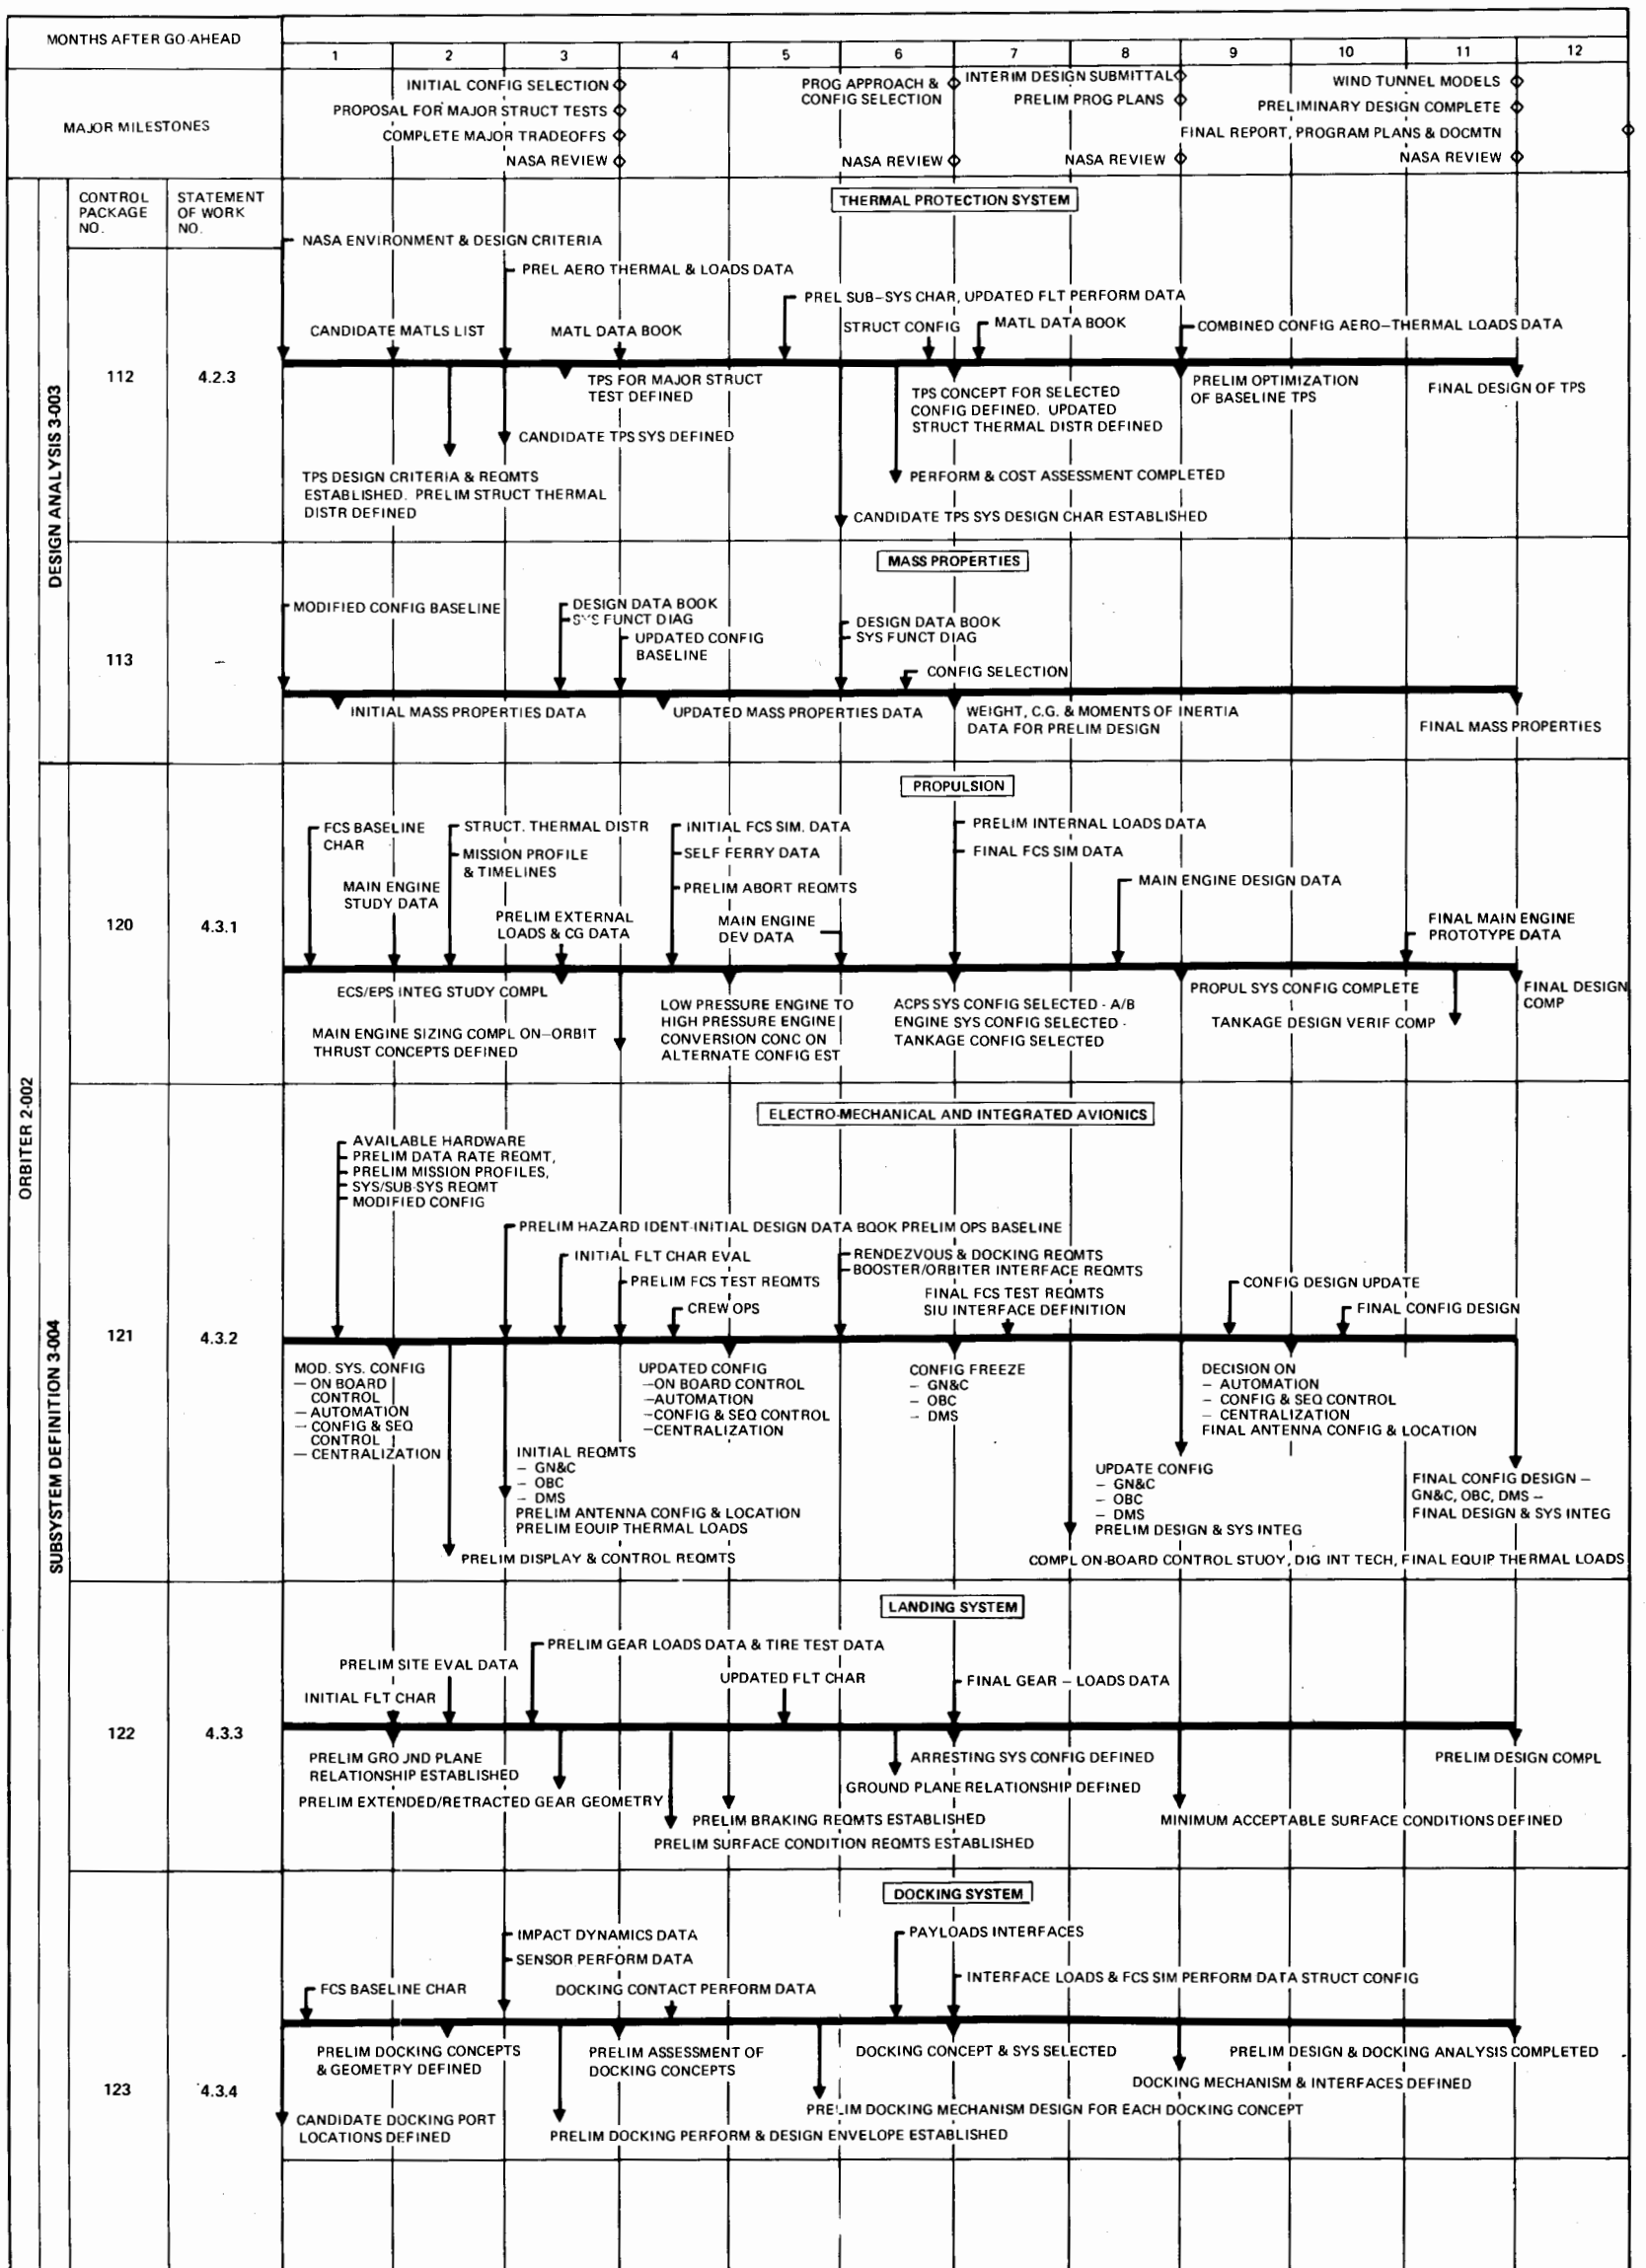 MONTHS AFTER GO-AHEAD
1 2 3 4 5 6 7 8 9 10 11 12
MAJOR MILESTONES
INITIAL CONFIG SELECTION
PROPOSAL FOR MAJOR STRUCT TESTS
COMPLETE MAJOR TRADEOFFS
NASA REVIEW
PROG APPROACH &
CONFIG SELECTION
NASA REVIEW
INTERIM DESIGN SUBMITTAL
PRELIM PROG PLANS
NASA REVIEW
WIND TUNNEL MODELS
PRELIMINARY DESIGN COMPLETE
FINAL REPORT, PROGRAM PLANS & DOCMTN
NASA REVIEW
ORBITER 2-002
DESIGN ANALYSIS 3-003
CONTROL
PACKAGE
NO.
STATEMENT
OF WORK
NO.
THERMAL PROTECTION SYSTEM
112
4.2.3
NASA ENVIRONMENT & DESIGN CRITERIA
PREL AERO THERMAL & LOADS DATA
PREL SUB-SYS CHAR, UPDATED FLT PERFORM DATA
CANDIDATE MATLS LIST
MATL DATA BOOK
STRUCT CONFIG
MATL DATA BOOK
COMBINED CONFIG AERO-THERMAL LOADS DATA
TPS FOR MAJOR STRUCT
TEST DEFINED
TPS CONCEPT FOR SELECTED
CONFIG DEFINED. UPDATED
STRUCT THERMAL DISTR DEFINED
PRELIM OPTIMIZATION
OF BASELINE TPS
FINAL DESIGN OF TPS
CANDIDATE TPS SYS DEFINED
TPS DESIGN CRITERIA & REQMTS
ESTABLISHED. PRELIM STRUCT THERMAL
DISTR DEFINED
PERFORM & COST ASSESSMENT COMPLETED
CANDIDATE TPS SYS DESIGN CHAR ESTABLISHED
MASS PROPERTIES
113
–
MODIFIED CONFIG BASELINE
DESIGN DATA BOOK
SYS FUNCT DIAG
UPDATED CONFIG
BASELINE
DESIGN DATA BOOK
SYS FUNCT DIAG
CONFIG SELECTION
INITIAL MASS PROPERTIES DATA
UPDATED MASS PROPERTIES DATA
WEIGHT, C.G. & MOMENTS OF INERTIA
DATA FOR PRELIM DESIGN
FINAL MASS PROPERTIES
SUBSYSTEM DEFINITION 3-004
PROPULSION
120
4.3.1
FCS BASELINE
CHAR
MAIN ENGINE
STUDY DATA
STRUCT. THERMAL DISTR
MISSION PROFILE
& TIMELINES
PRELIM EXTERNAL
LOADS & CG DATA
INITIAL FCS SIM. DATA
SELF FERRY DATA
PRELIM ABORT REQMTS
MAIN ENGINE
DEV DATA
PRELIM INTERNAL LOADS DATA
FINAL FCS SIM DATA
MAIN ENGINE DESIGN DATA
FINAL MAIN ENGINE
PROTOTYPE DATA
ECS/EPS INTEG STUDY COMPL
MAIN ENGINE SIZING COMPL ON-ORBIT
THRUST CONCEPTS DEFINED
LOW PRESSURE ENGINE TO
HIGH PRESSURE ENGINE
CONVERSION CONC ON
ALTERNATE CONFIG EST
ACPS SYS CONFIG SELECTED - A/B
ENGINE SYS CONFIG SELECTED -
TANKAGE CONFIG SELECTED
PROPUL SYS CONFIG COMPLETE
TANKAGE DESIGN VERIF COMP
FINAL DESIGN
COMP
ELECTRO-MECHANICAL AND INTEGRATED AVIONICS
121
4.3.2
AVAILABLE HARDWARE
PRELIM DATA RATE REQMT,
PRELIM MISSION PROFILES,
SYS/SUB-SYS REQMT
MODIFIED CONFIG
PRELIM HAZARD IDENT-INITIAL DESIGN DATA BOOK PRELIM OPS BASELINE
INITIAL FLT CHAR EVAL
PRELIM FCS TEST REQMTS
CREW OPS
RENDEZVOUS & DOCKING REQMTS
BOOSTER/ORBITER INTERFACE REQMTS
FINAL FCS TEST REQMTS
SIU INTERFACE DEFINITION
CONFIG DESIGN UPDATE
FINAL CONFIG DESIGN
MOD. SYS. CONFIG
— ON BOARD
CONTROL
— AUTOMATION
— CONFIG & SEQ
CONTROL
— CENTRALIZATION
UPDATED CONFIG
—ON BOARD CONTROL
—AUTOMATION
—CONFIG & SEQ CONTROL
—CENTRALIZATION
CONFIG FREEZE
– GN&C
– OBC
– DMS
DECISION ON
– AUTOMATION
– CONFIG & SEQ CONTROL
– CENTRALIZATION
FINAL ANTENNA CONFIG & LOCATION
INITIAL REQMTS
– GN&C
– OBC
– DMS
PRELIM ANTENNA CONFIG & LOCATION
PRELIM EQUIP THERMAL LOADS
UPDATE CONFIG
– GN&C
– OBC
– DMS
PRELIM DESIGN & SYS INTEG
FINAL CONFIG DESIGN –
GN&C, OBC, DMS –
FINAL DESIGN & SYS INTEG
PRELIM DISPLAY & CONTROL REQMTS
COMPL ON-BOARD CONTROL STUDY, DIG INT TECH, FINAL EQUIP THERMAL LOADS
LANDING SYSTEM
122
4.3.3
PRELIM GEAR LOADS DATA & TIRE TEST DATA
PRELIM SITE EVAL DATA
INITIAL FLT CHAR
UPDATED FLT CHAR
FINAL GEAR – LOADS DATA
PRELIM GROUND PLANE
RELATIONSHIP ESTABLISHED
PRELIM EXTENDED/RETRACTED GEAR GEOMETRY
ARRESTING SYS CONFIG DEFINED
GROUND PLANE RELATIONSHIP DEFINED
PRELIM BRAKING REQMTS ESTABLISHED
PRELIM SURFACE CONDITION REQMTS ESTABLISHED
MINIMUM ACCEPTABLE SURFACE CONDITIONS DEFINED
PRELIM DESIGN COMPL
DOCKING SYSTEM
123
4.3.4
IMPACT DYNAMICS DATA
SENSOR PERFORM DATA
FCS BASELINE CHAR
DOCKING CONTACT PERFORM DATA
PAYLOADS INTERFACES
INTERFACE LOADS & FCS SIM PERFORM DATA STRUCT CONFIG
PRELIM DOCKING CONCEPTS
& GEOMETRY DEFINED
PRELIM ASSESSMENT OF
DOCKING CONCEPTS
DOCKING CONCEPT & SYS SELECTED
PRELIM DESIGN & DOCKING ANALYSIS COMPLETED
DOCKING MECHANISM & INTERFACES DEFINED
PRELIM DOCKING MECHANISM DESIGN FOR EACH DOCKING CONCEPT
CANDIDATE DOCKING PORT
LOCATIONS DEFINED
PRELIM DOCKING PERFORM & DESIGN ENVELOPE ESTABLISHED